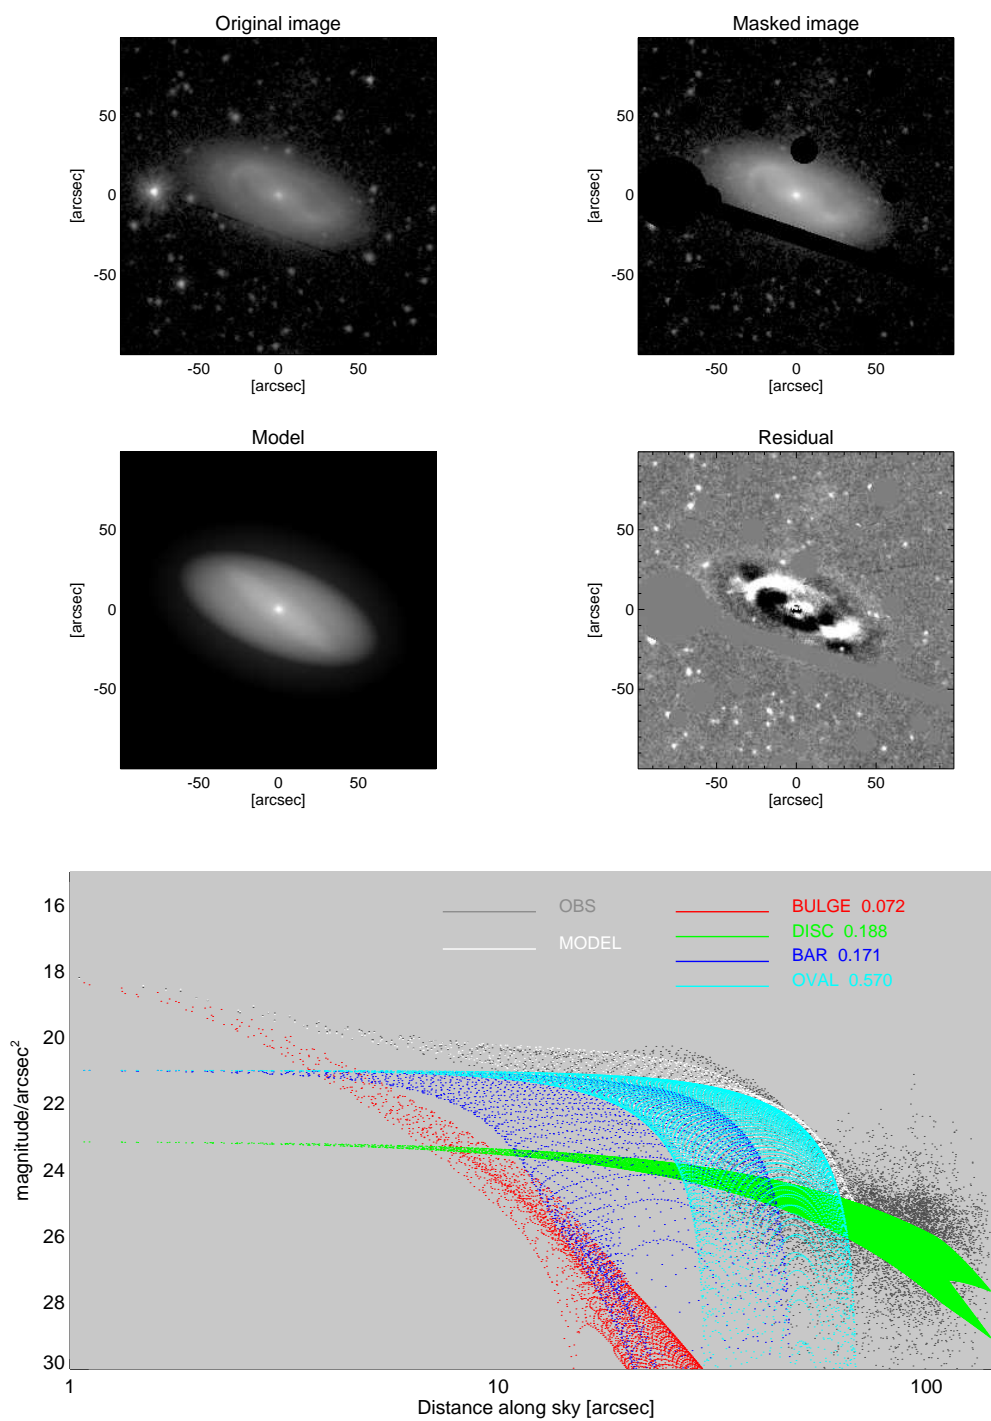 Original image
Masked image
50
0
-50
[arcsec]
-50 0 50
[arcsec]
50
0
-50
[arcsec]
-50 0 50
[arcsec]
Model
Residual
50
0
-50
[arcsec]
-50 0 50
[arcsec]
50
0
-50
[arcsec]
-50 0 50
[arcsec]
OBS
MODEL
BULGE 0.072
DISC 0.188
BAR 0.171
OVAL 0.570
16
18
20
22
24
26
28
30
magnitude/arcsec²
1 10 100
Distance along sky [arcsec]